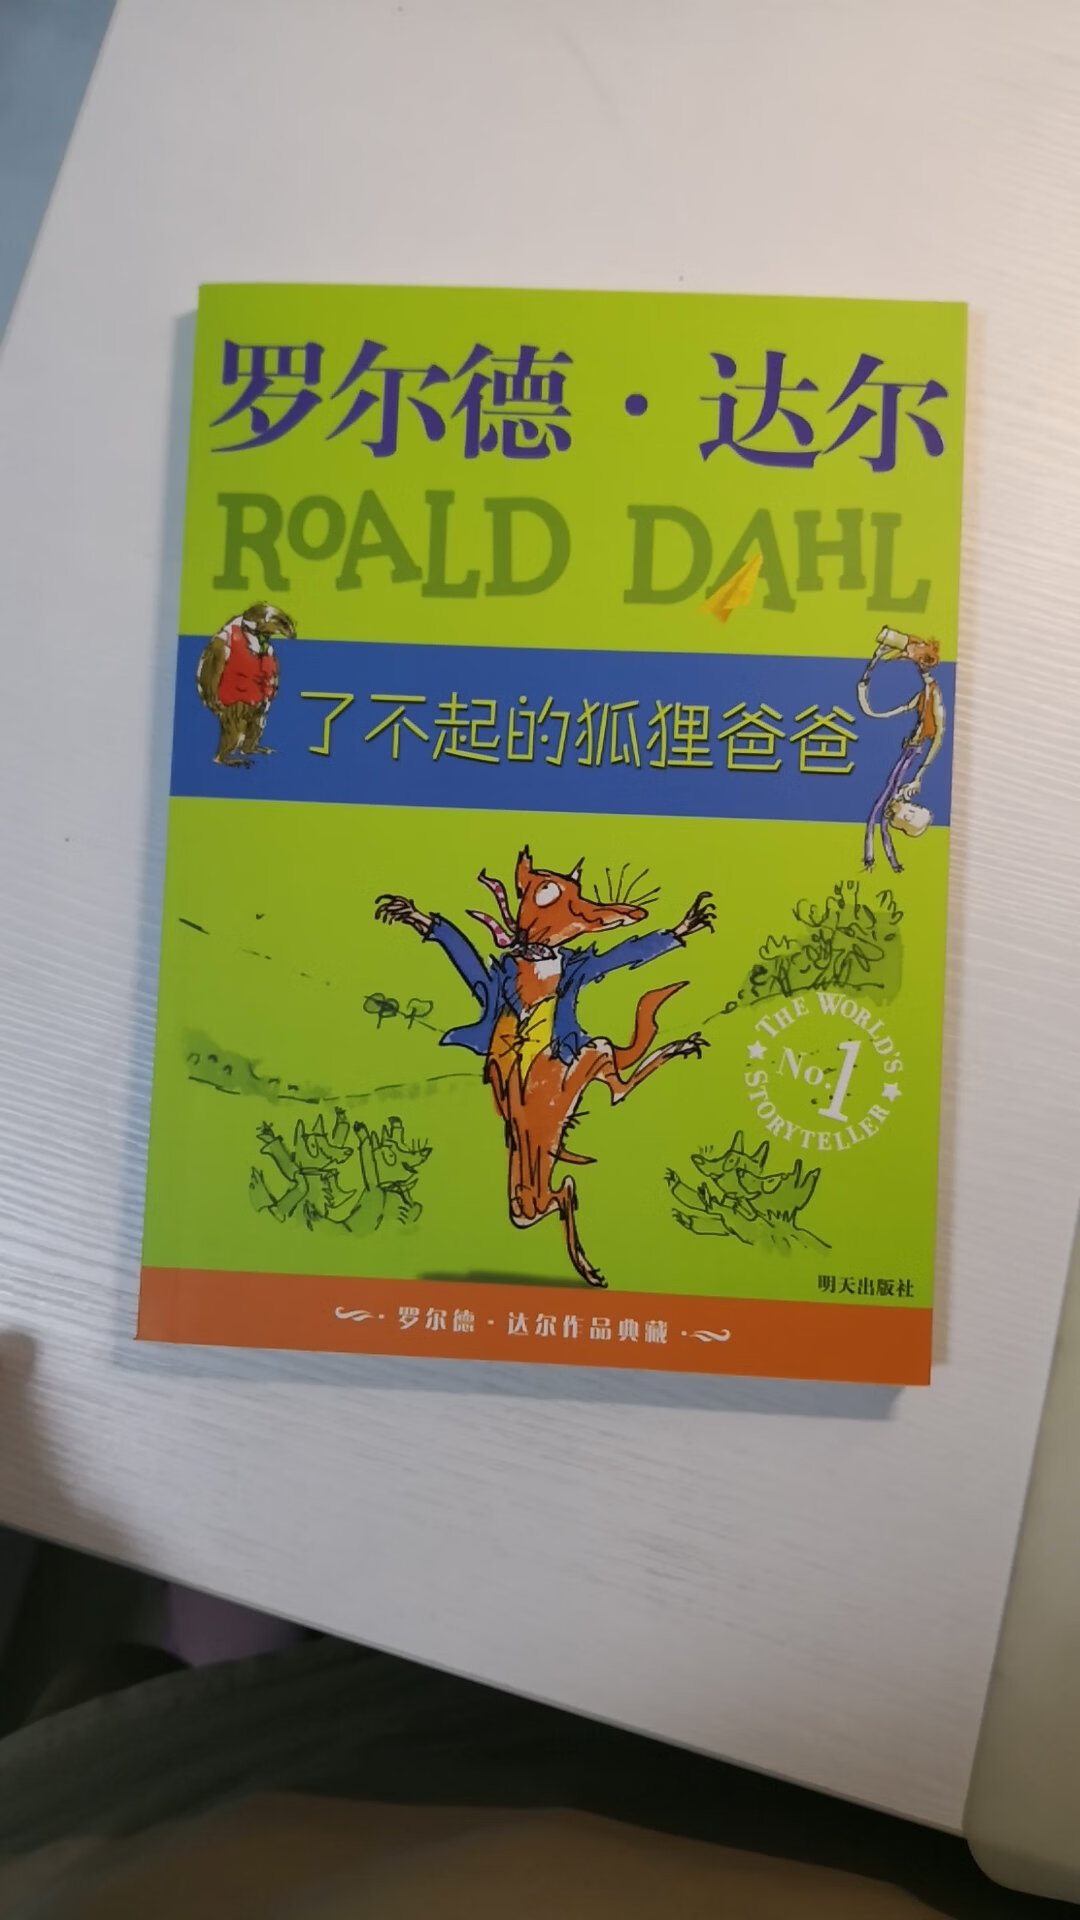 罗尔德·达尔
ROALD DAHL
了不起的狐狸爸爸
THE WORLD'S
No.1
STORYTELLER
明天出版社
·罗尔德·达尔作品典藏·